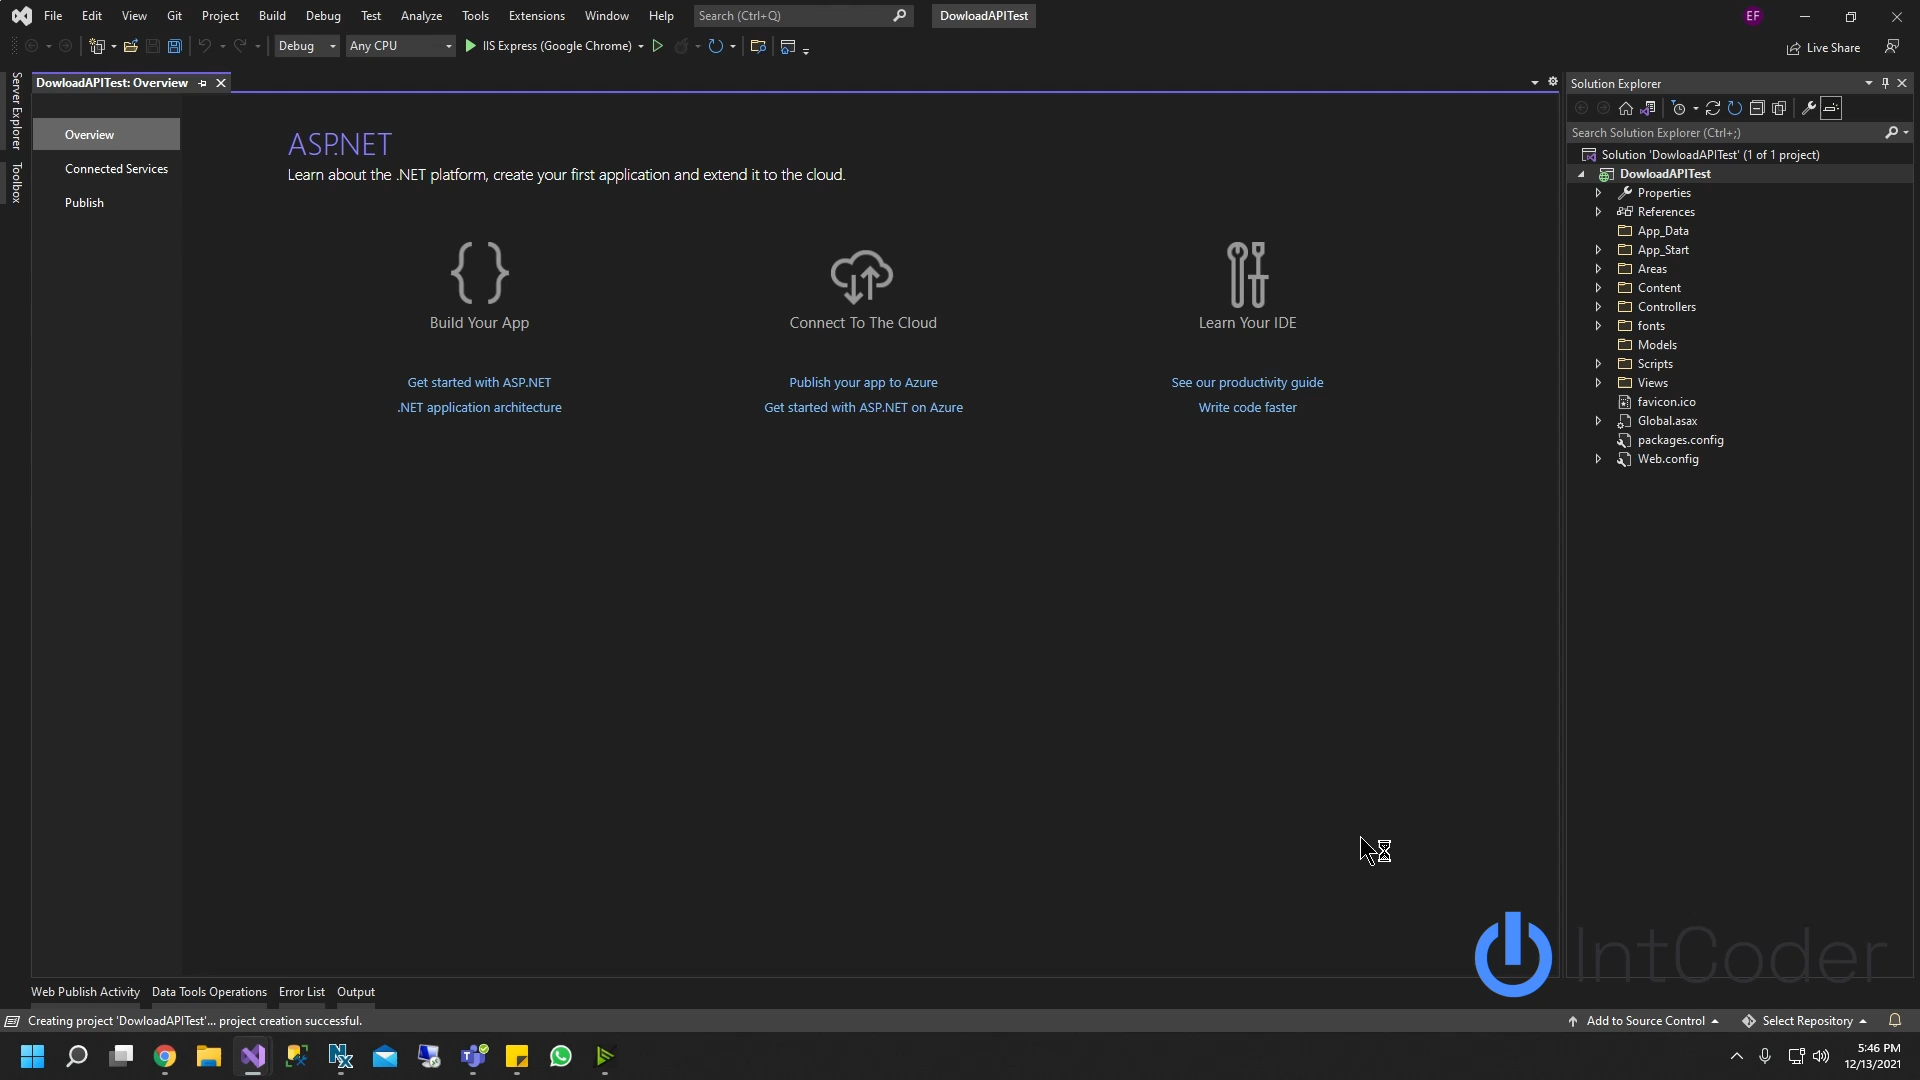 File Edit View Git Project Build Debug Test Analyze Tools Extensions Window Help Search (Ctrl+Q) DowloadAPITest EF
Debug Any CPU IIS Express (Google Chrome) Live Share
Server Explorer
Toolbox
DowloadAPITest: Overview
Overview
Connected Services
Publish
ASP.NET
Learn about the .NET platform, create your first application and extend it to the cloud.
Build Your App
Get started with ASP.NET
.NET application architecture
Connect To The Cloud
Publish your app to Azure
Get started with ASP.NET on Azure
Learn Your IDE
See our productivity guide
Write code faster
Solution Explorer
Search Solution Explorer (Ctrl+;)
Solution 'DowloadAPITest' (1 of 1 project)
DowloadAPITest
Properties
References
App_Data
App_Start
Areas
Content
Controllers
fonts
Models
Scripts
Views
favicon.ico
Global.asax
packages.config
Web.config
IntCoder
Web Publish Activity Data Tools Operations Error List Output
Creating project 'DowloadAPITest'... project creation successful. Add to Source Control Select Repository
5:46 PM
12/13/2021